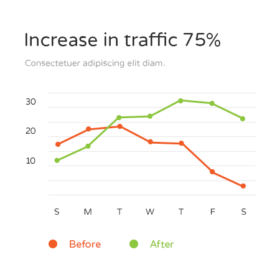 Increase in traffic 75%
Consectetuer adipiscing elit diam.
30
20
10
S M T W T F S
Before After